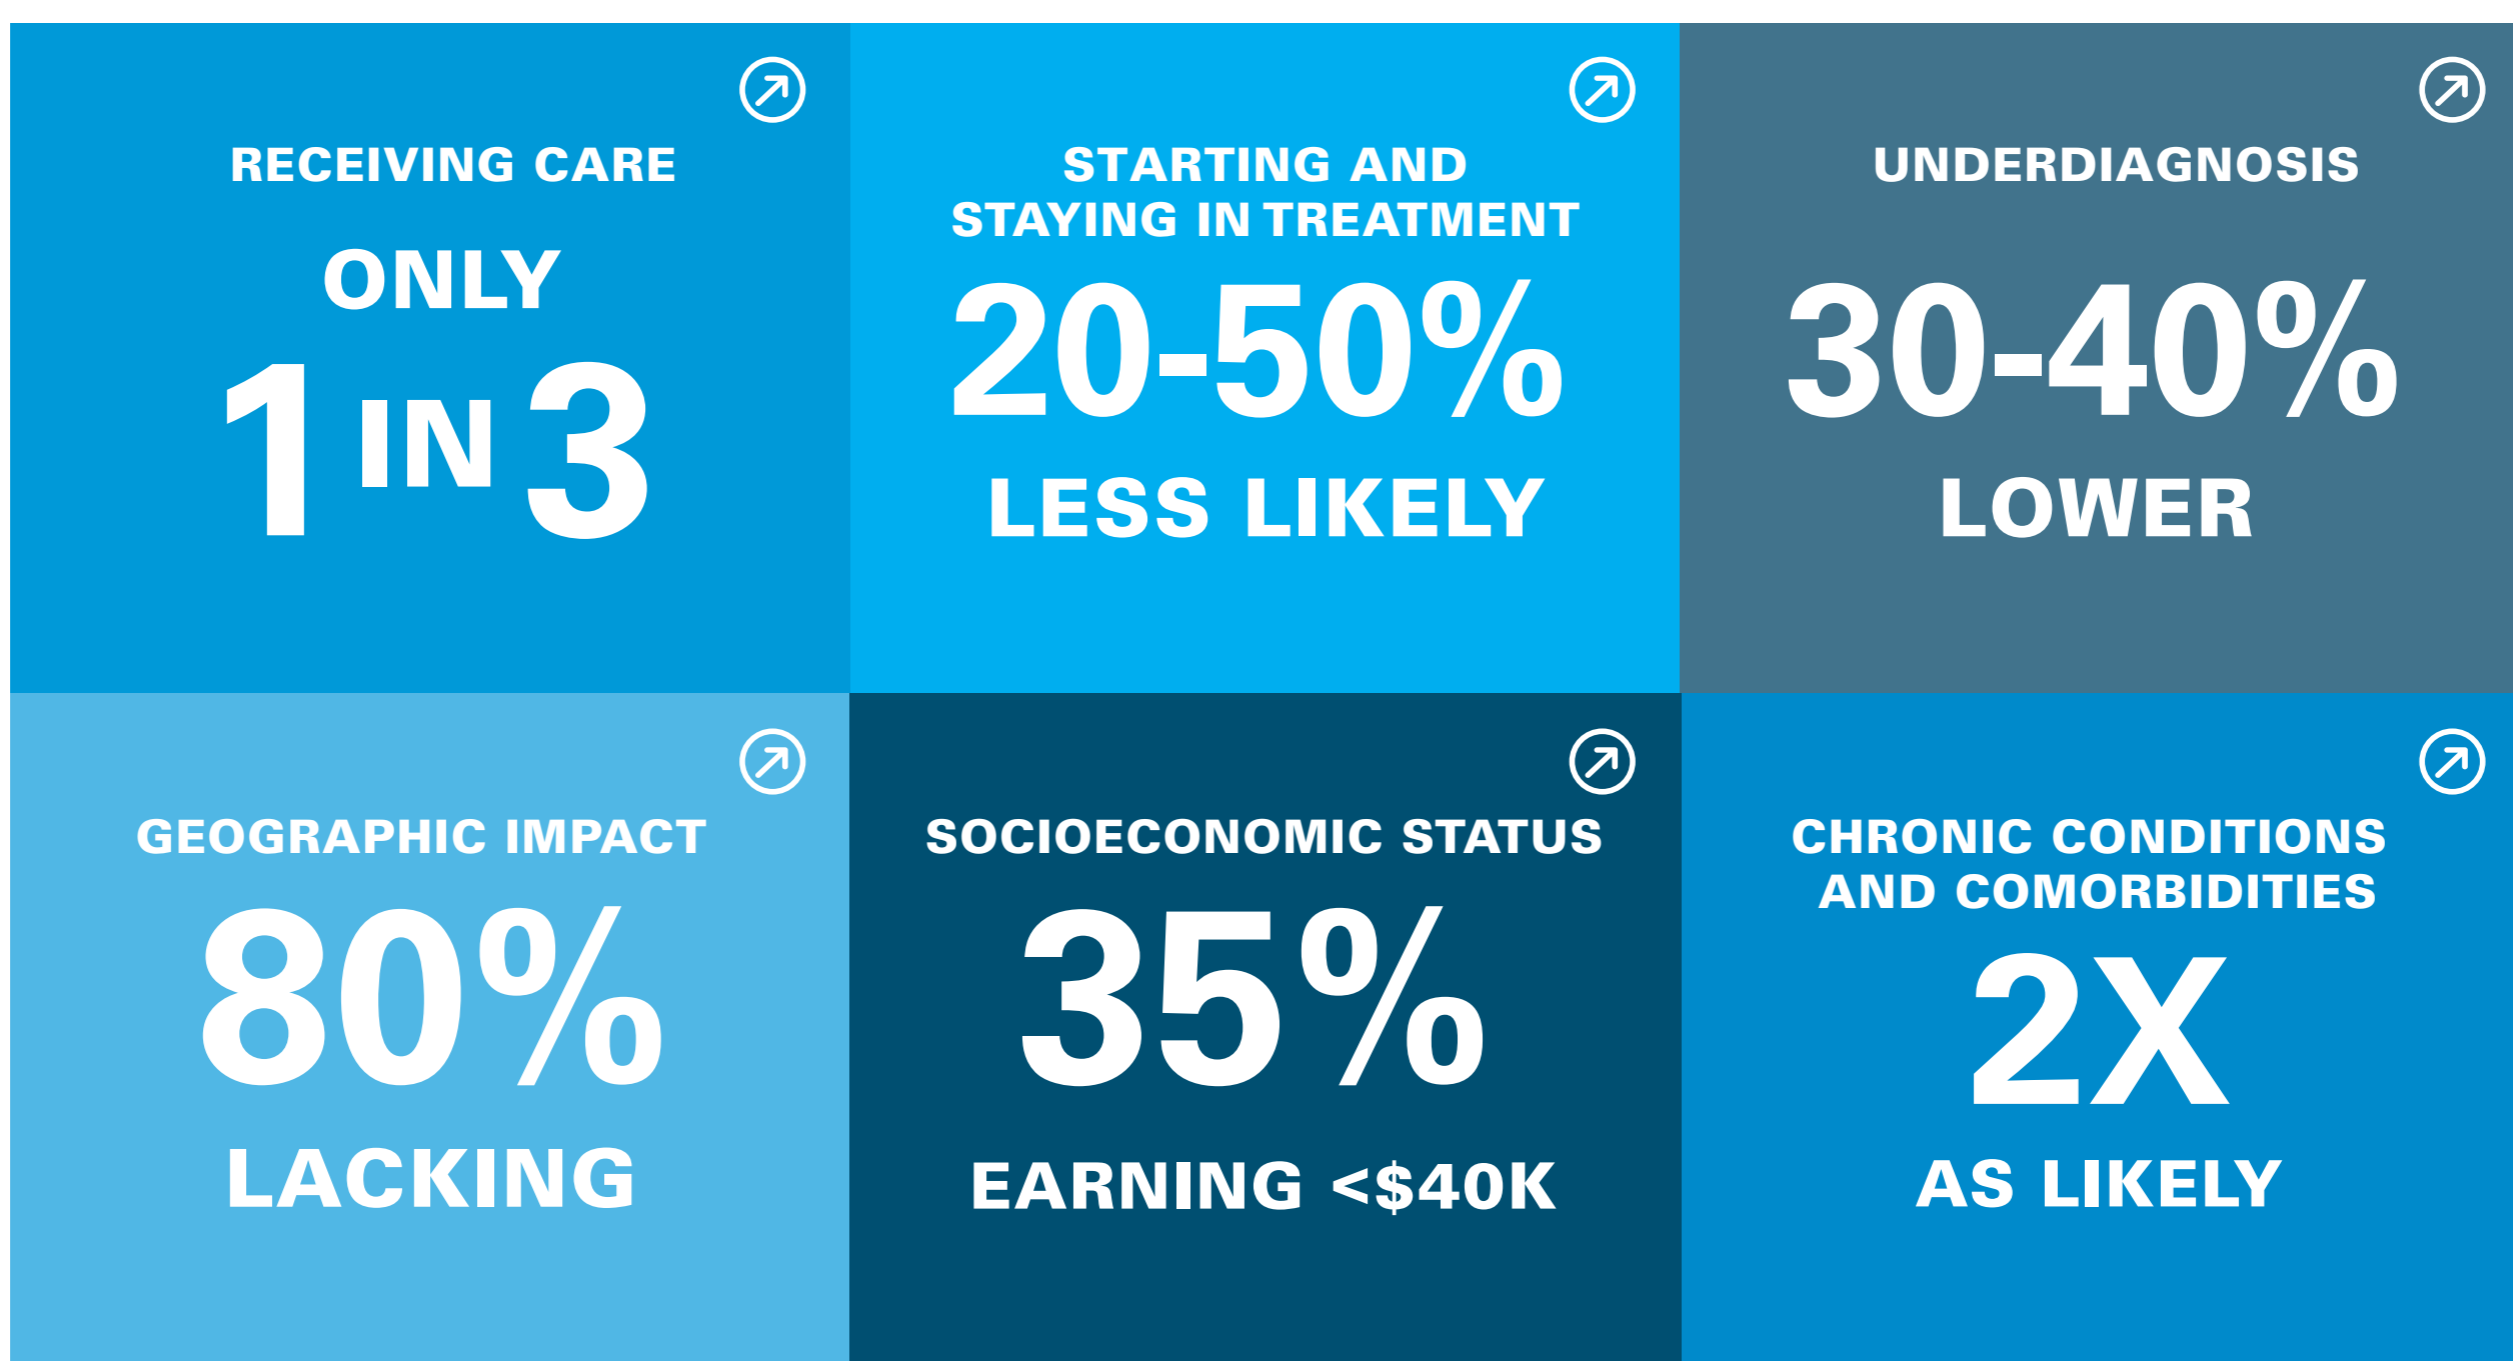 RECEIVING CARE
ONLY
1 IN 3
STARTING AND
STAYING IN TREATMENT
20-50%
LESS LIKELY
UNDERDIAGNOSIS
30-40%
LOWER
GEOGRAPHIC IMPACT
80%
LACKING
SOCIOECONOMIC STATUS
35%
EARNING <$40K
CHRONIC CONDITIONS
AND COMORBIDITIES
2X
AS LIKELY